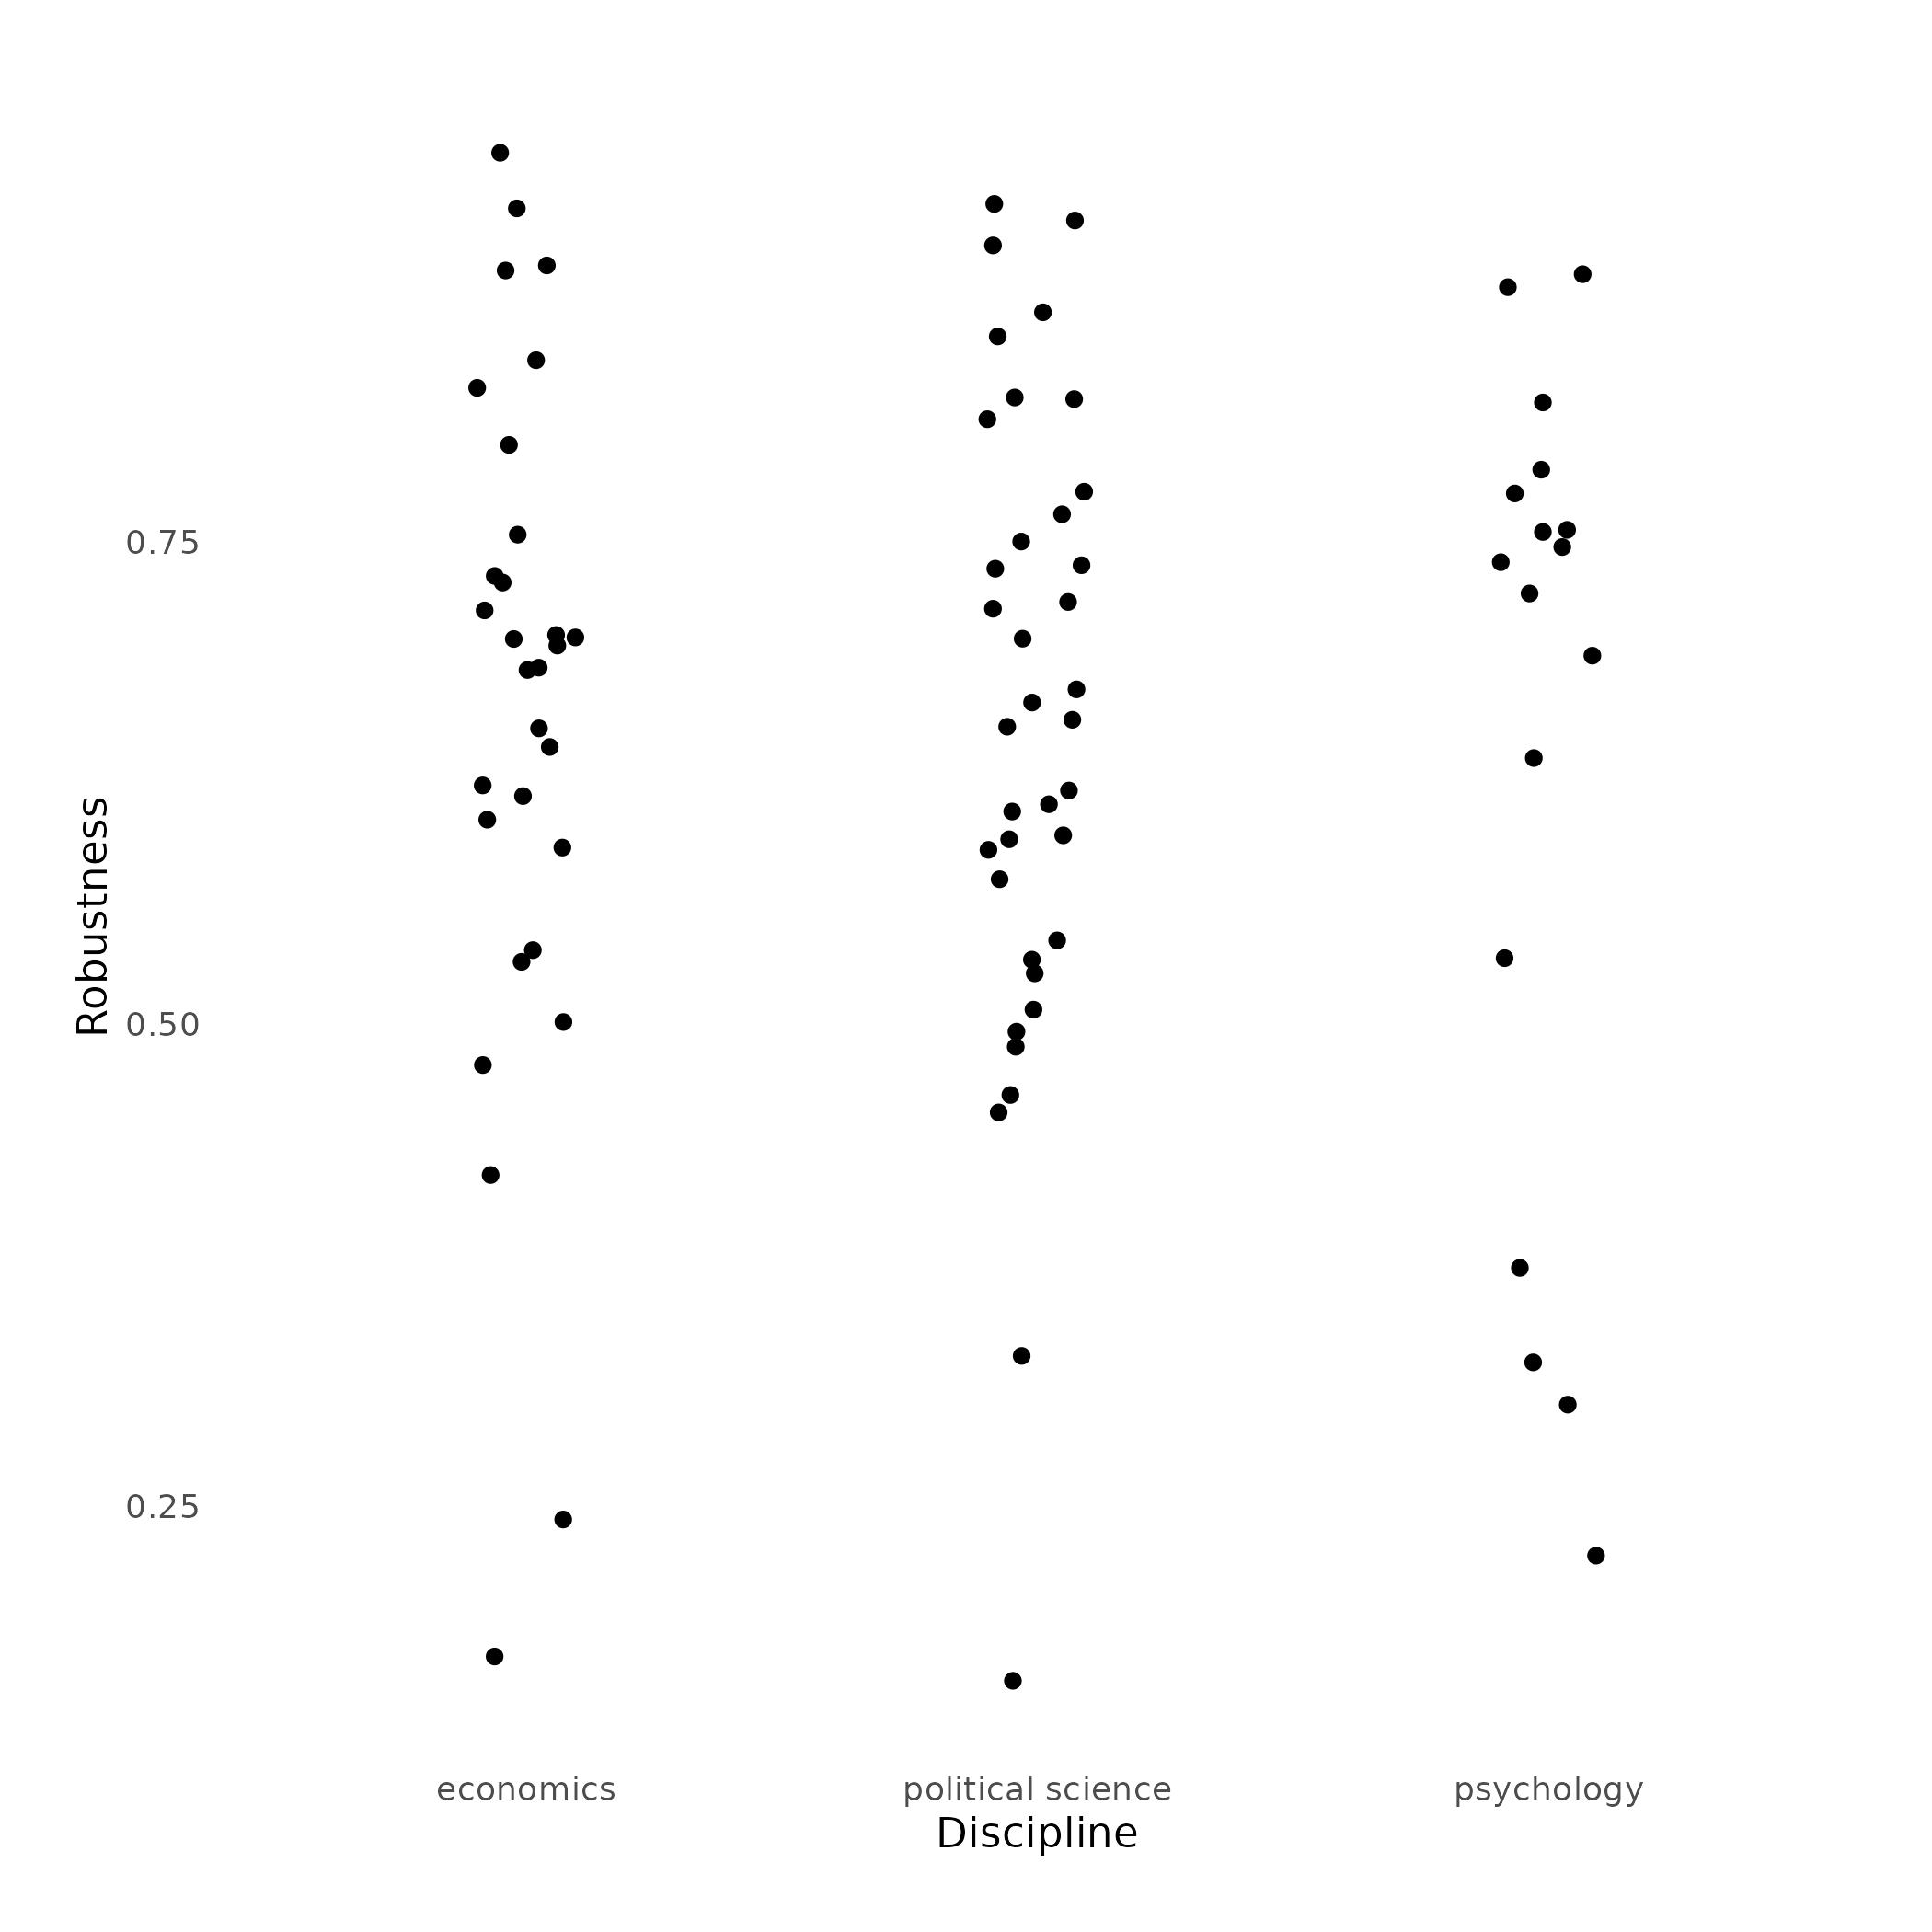 Robustness
0.75
0.50
0.25
economics
political science
psychology
Discipline